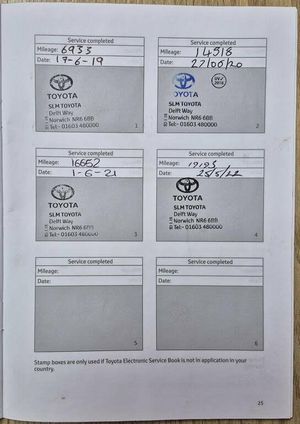 Service completed
Mileage: 6933
Date: 17-6-19
TOYOTA
SLM TOYOTA
Delft Way
Norwich NR6 6BB
Tel:- 01603 480000
1
Service completed
Mileage: 14518
Date:
TOYOTA
SLM TOYOTA
Delft Way
Norwich NR6 6BB
Tel:- 01603 480000
2
Service completed
Mileage: 16652
Date: 1-6-21
TOYOTA
SLM TOYOTA
Delft Way
Norwich NR6 6BB
Tel:- 01603 480000
3
Service completed
Mileage:
Date: 25/5/22
TOYOTA
SLM TOYOTA
Delft Way
Norwich NR6 6BB
Tel:- 01603 480000
4
Service completed
Mileage:
Date:
5
Service completed
Mileage:
Date:
6
Stamp boxes are only used if Toyota Electronic Service Book is not in application in your
country.
25